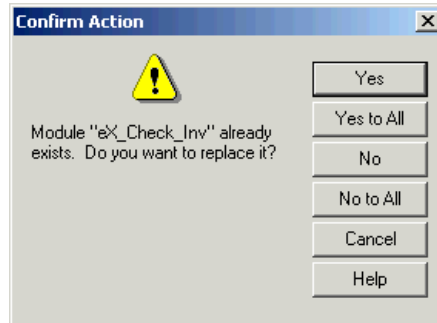 Confirm Action
Module "eX_Check_Inv" already
exists. Do you want to replace it?
Yes
Yes to All
No
No to All
Cancel
Help